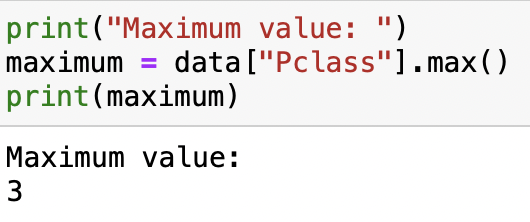 print("Maximum value: ")
maximum = data["Pclass"].max()
print(maximum)
Maximum value:
3